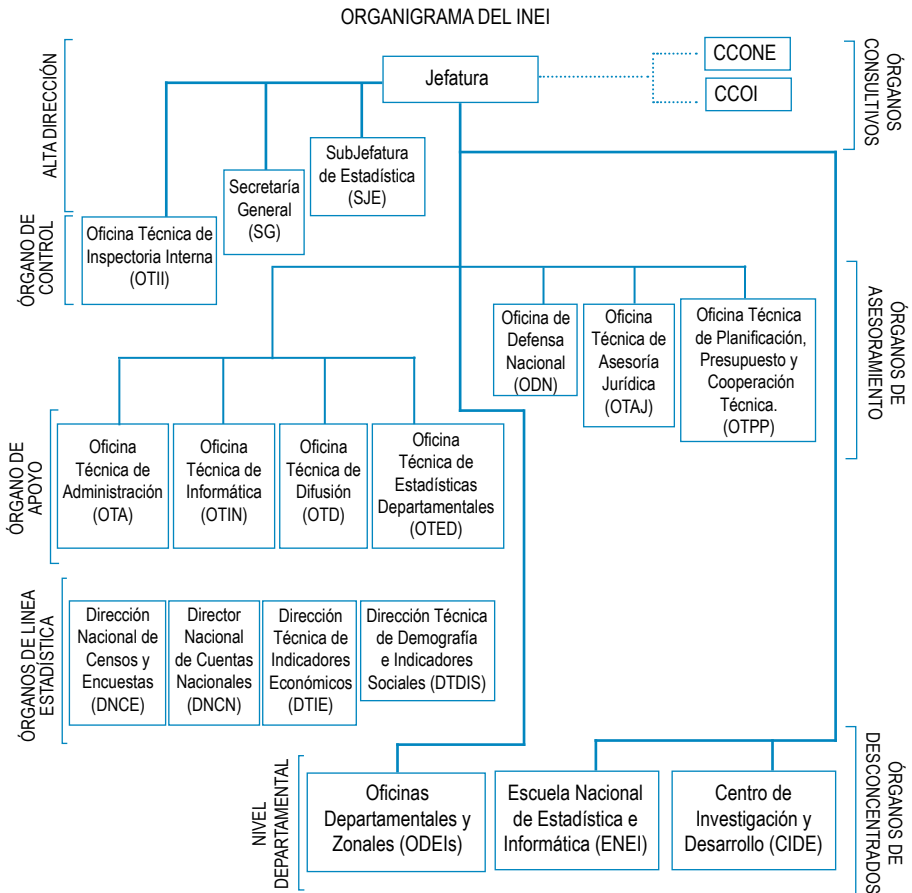 ORGANIGRAMA DEL INEI
ALTA DIRECCIÓN
Jefatura
CCONE
CCOI
ÓRGANOS
CONSULTIVOS
SubJefatura
de Estadística
(SJE)
Secretaría
General
(SG)
ÓRGANO DE
CONTROL
Oficina Técnica de
Inspectoria Interna
(OTII)
Oficina de
Defensa
Nacional
(ODN)
Oficina
Técnica de
Asesoría
Jurídica
(OTAJ)
Oficina Técnica
de Planificación,
Presupuesto y
Cooperación
Técnica.
(OTPP)
ÓRGANOS DE
ASESORAMIENTO
ÓRGANO DE
APOYO
Oficina
Técnica de
Administración
(OTA)
Oficina
Técnica de
Informática
(OTIN)
Oficina
Técnica de
Difusión
(OTD)
Oficina
Técnica de
Estadísticas
Departamentales
(OTED)
ÓRGANOS DE LINEA
ESTADÍSTICA
Dirección
Nacional de
Censos y
Encuestas
(DNCE)
Director
Nacional
de Cuentas
Nacionales
(DNCN)
Dirección
Técnica de
Indicadores
Económicos
(DTIE)
Dirección Técnica
de Demografía
e Indicadores
Sociales (DTDIS)
NIVEL
DEPARTAMENTAL
Oficinas
Departamentales y
Zonales (ODEIs)
Escuela Nacional
de Estadística e
Informática (ENEI)
Centro de
Investigación y
Desarrollo (CIDE)
ÓRGANOS DE
DESCONCENTRADOS